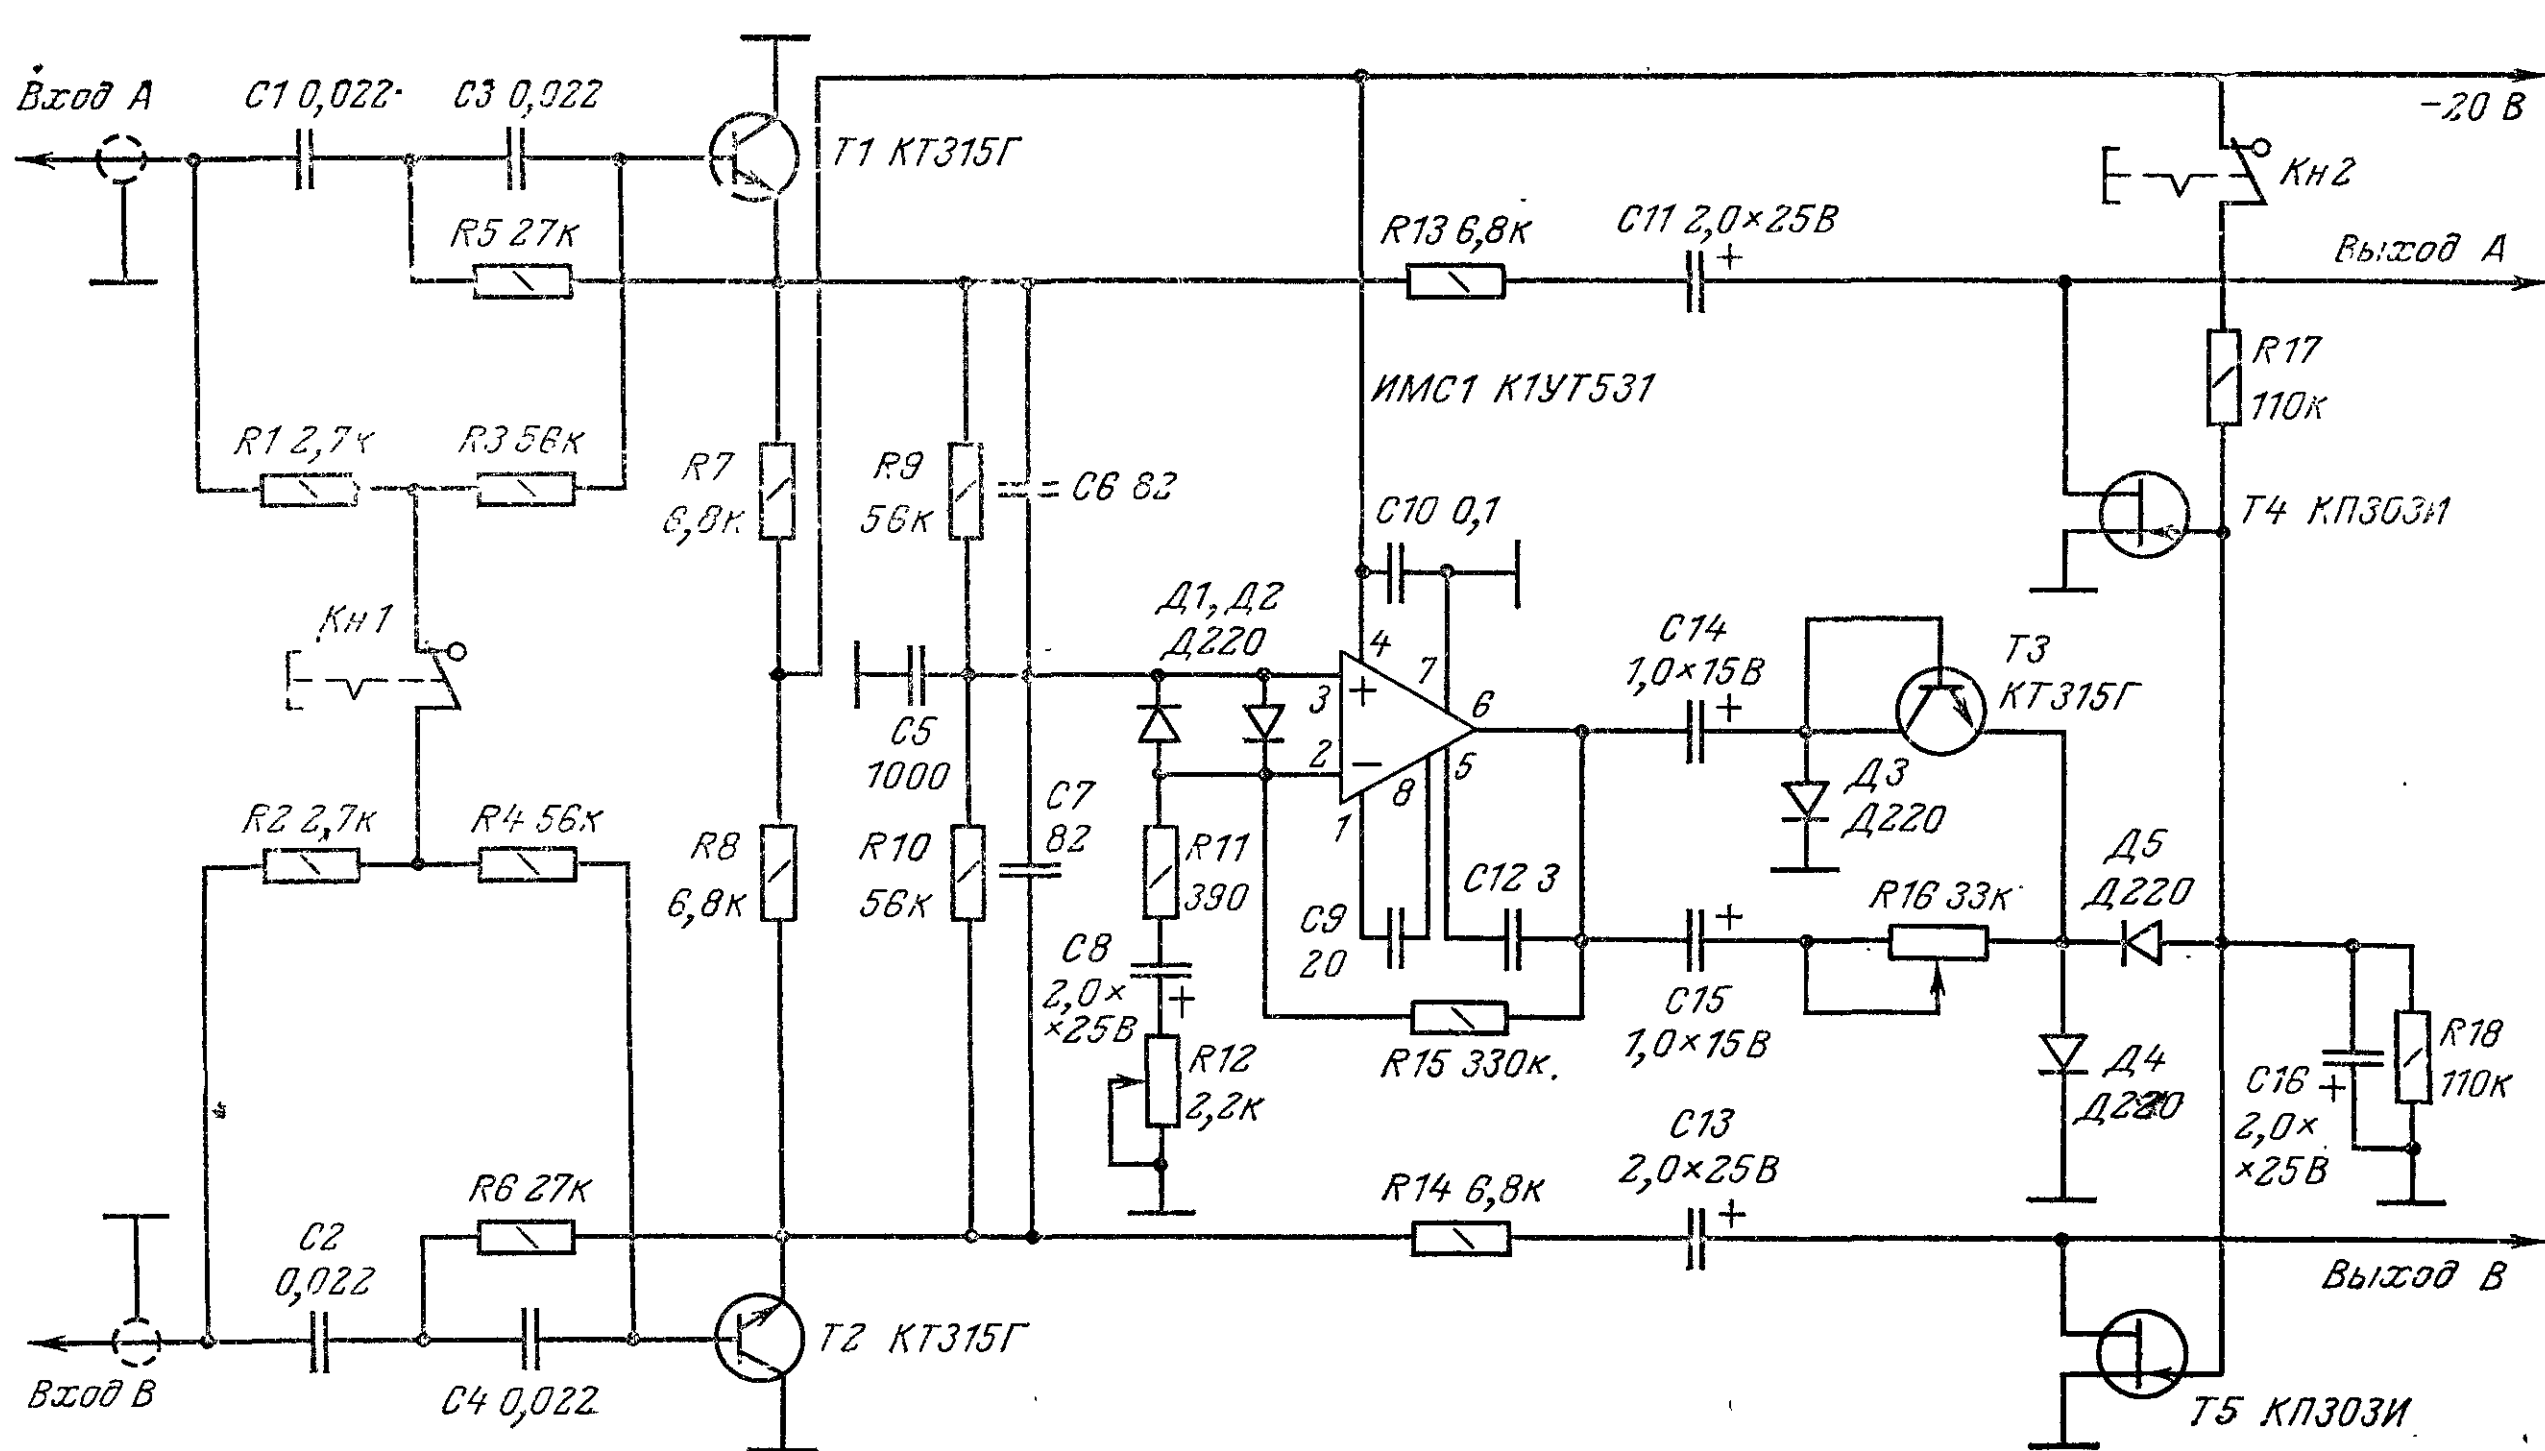 Вход А
С1 0,022
С3 0,022
Т1 КТ315Г
-20 В
Кн2
R5 27к
R13 6,8к
С11 2,0×25В
Выход А
ИМС1 К1УТ531
R17
110к
R1 2,7к
R3 56к
R7
6,8к
R9
56к
С6 82
С10 0,1
Т4 КП303И
Кн1
Д1, Д2
Д220
4
7
3
+
6
2
–
5
8
1
С14
1,0×15В
+
Т3
КТ315Г
С5
1000
С7
82
Д3
Д220
R2 2,7к
R4 56к
R8
6,8к
R10
56к
R11
390
С9
20
С12 3
+
R16 33к
Д5
Д220
С8
2,0×
×25В
+
С15
1,0×15В
R15 330к
R12
2,2к
Д4
Д220
С16
+
2,0×
×25В
R18
110к
С13
2,0×25В
+
R6 27к
R14 6,8к
С2
0,022
Выход В
Т2 КТ315Г
Вход В
С4 0,022
Т5 КП303И